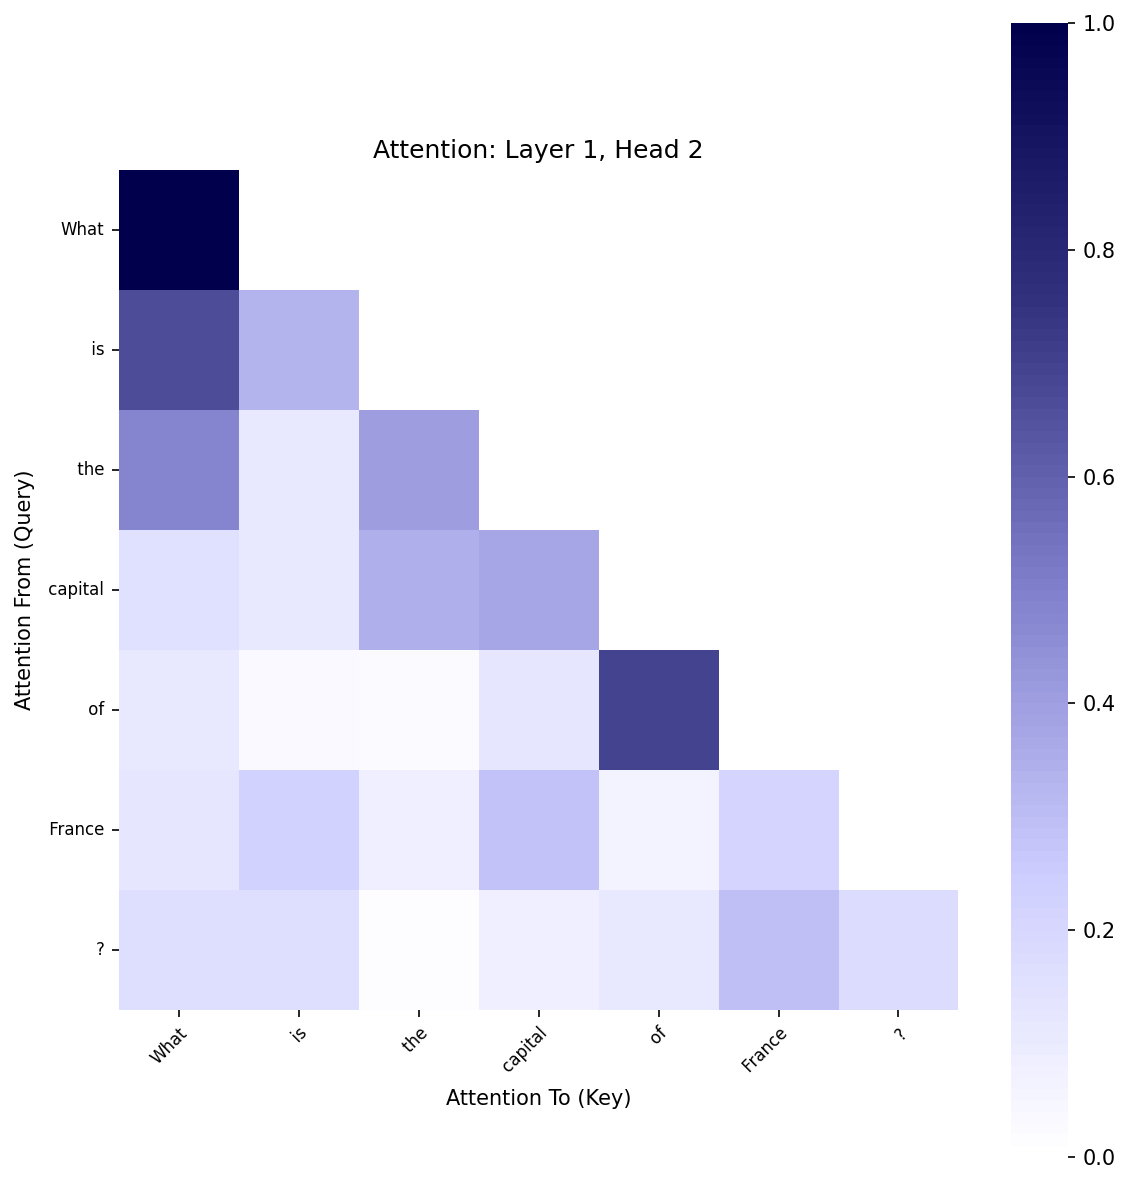 Attention: Layer 1, Head 2
1.0
0.8
0.6
0.4
0.2
0.0
Attention From (Query)
What
is
the
capital
of
France
?
What
is
the
capital
of
France
?
Attention To (Key)